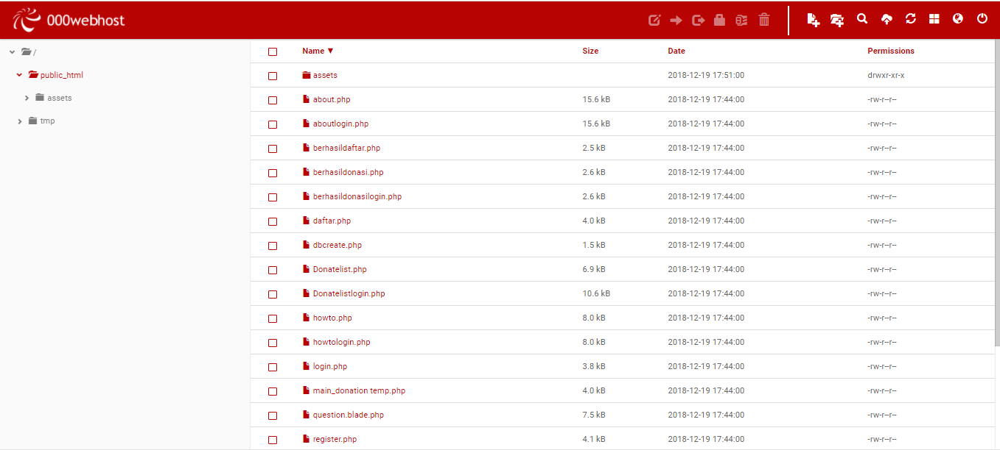 000webhost
/
public_html
assets
tmp
Name ▼ Size Date Permissions
assets 2018-12-19 17:51:00 drwxr-xr-x
about.php 15.6 kB 2018-12-19 17:44:00 -rw-r--r--
aboutlogin.php 15.6 kB 2018-12-19 17:44:00 -rw-r--r--
berhasildaftar.php 2.5 kB 2018-12-19 17:44:00 -rw-r--r--
berhasildonasi.php 2.6 kB 2018-12-19 17:44:00 -rw-r--r--
berhasildonasilogin.php 2.6 kB 2018-12-19 17:44:00 -rw-r--r--
daftar.php 4.0 kB 2018-12-19 17:44:00 -rw-r--r--
dbcreate.php 1.5 kB 2018-12-19 17:44:00 -rw-r--r--
Donatelist.php 6.9 kB 2018-12-19 17:44:00 -rw-r--r--
Donatelistlogin.php 10.6 kB 2018-12-19 17:44:00 -rw-r--r--
howto.php 8.0 kB 2018-12-19 17:44:00 -rw-r--r--
howtologin.php 8.0 kB 2018-12-19 17:44:00 -rw-r--r--
login.php 3.8 kB 2018-12-19 17:44:00 -rw-r--r--
main_donation temp.php 4.0 kB 2018-12-19 17:44:00 -rw-r--r--
question.blade.php 7.5 kB 2018-12-19 17:44:00 -rw-r--r--
register.php 4.1 kB 2018-12-19 17:44:00 -rw-r--r--